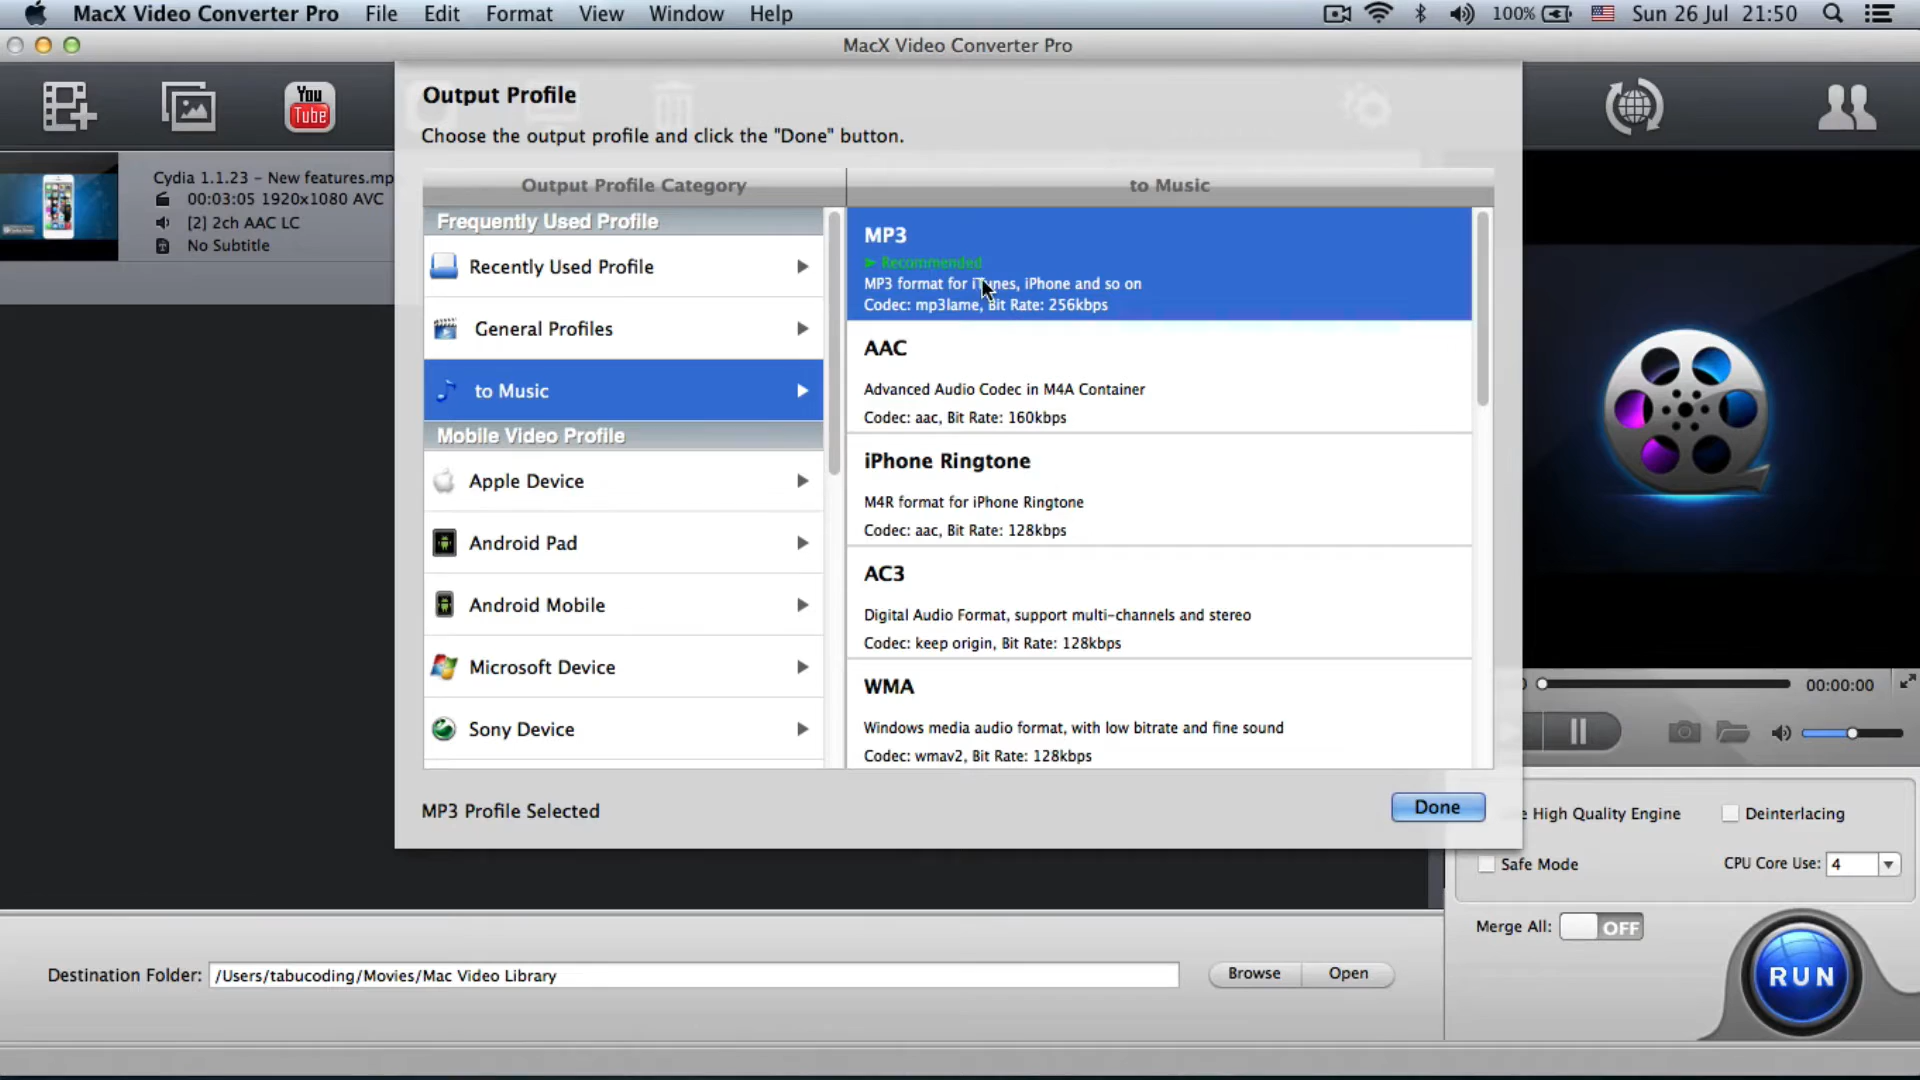 MacX Video Converter Pro File Edit Format View Window Help 100% Sun 26 Jul 21:50
MacX Video Converter Pro
You
Tube
Output Profile
Choose the output profile and click the "Done" button.
Cydia 1.1.23 – New features.mp
00:03:05 1920x1080 AVC
[2] 2ch AAC LC
No Subtitle
Output Profile Category
Frequently Used Profile
Recently Used Profile
General Profiles
to Music
Mobile Video Profile
Apple Device
Android Pad
Android Mobile
Microsoft Device
Sony Device
to Music
MP3
Recommended
MP3 format for iTunes, iPhone and so on
Codec: mp3lame, Bit Rate: 256kbps
AAC
Advanced Audio Codec in M4A Container
Codec: aac, Bit Rate: 160kbps
iPhone Ringtone
M4R format for iPhone Ringtone
Codec: aac, Bit Rate: 128kbps
AC3
Digital Audio Format, support multi-channels and stereo
Codec: keep origin, Bit Rate: 128kbps
WMA
Windows media audio format, with low bitrate and fine sound
Codec: wmav2, Bit Rate: 128kbps
MP3 Profile Selected
Done
00:00:00
High Quality Engine
Deinterlacing
Safe Mode
CPU Core Use: 4
Merge All: OFF
RUN
Destination Folder: /Users/tabucoding/Movies/Mac Video Library
Browse
Open